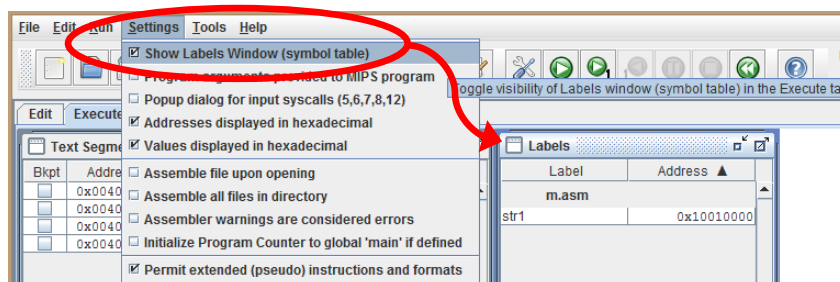 File Edit Run Settings Tools Help
Show Labels Window (symbol table)
Program arguments provided to MIPS program
Popup dialog for input syscalls (5,6,7,8,12)
Addresses displayed in hexadecimal
Values displayed in hexadecimal
Assemble file upon opening
Assemble all files in directory
Assembler warnings are considered errors
Initialize Program Counter to global 'main' if defined
Permit extended (pseudo) instructions and formats
Toggle visibility of Labels window (symbol table) in the Execute ta
Edit Execute
Text Segme
Bkpt Addre
0x0040
0x0040
0x0040
0x0040
Labels
Label Address ▲
m.asm
str1 0x10010000